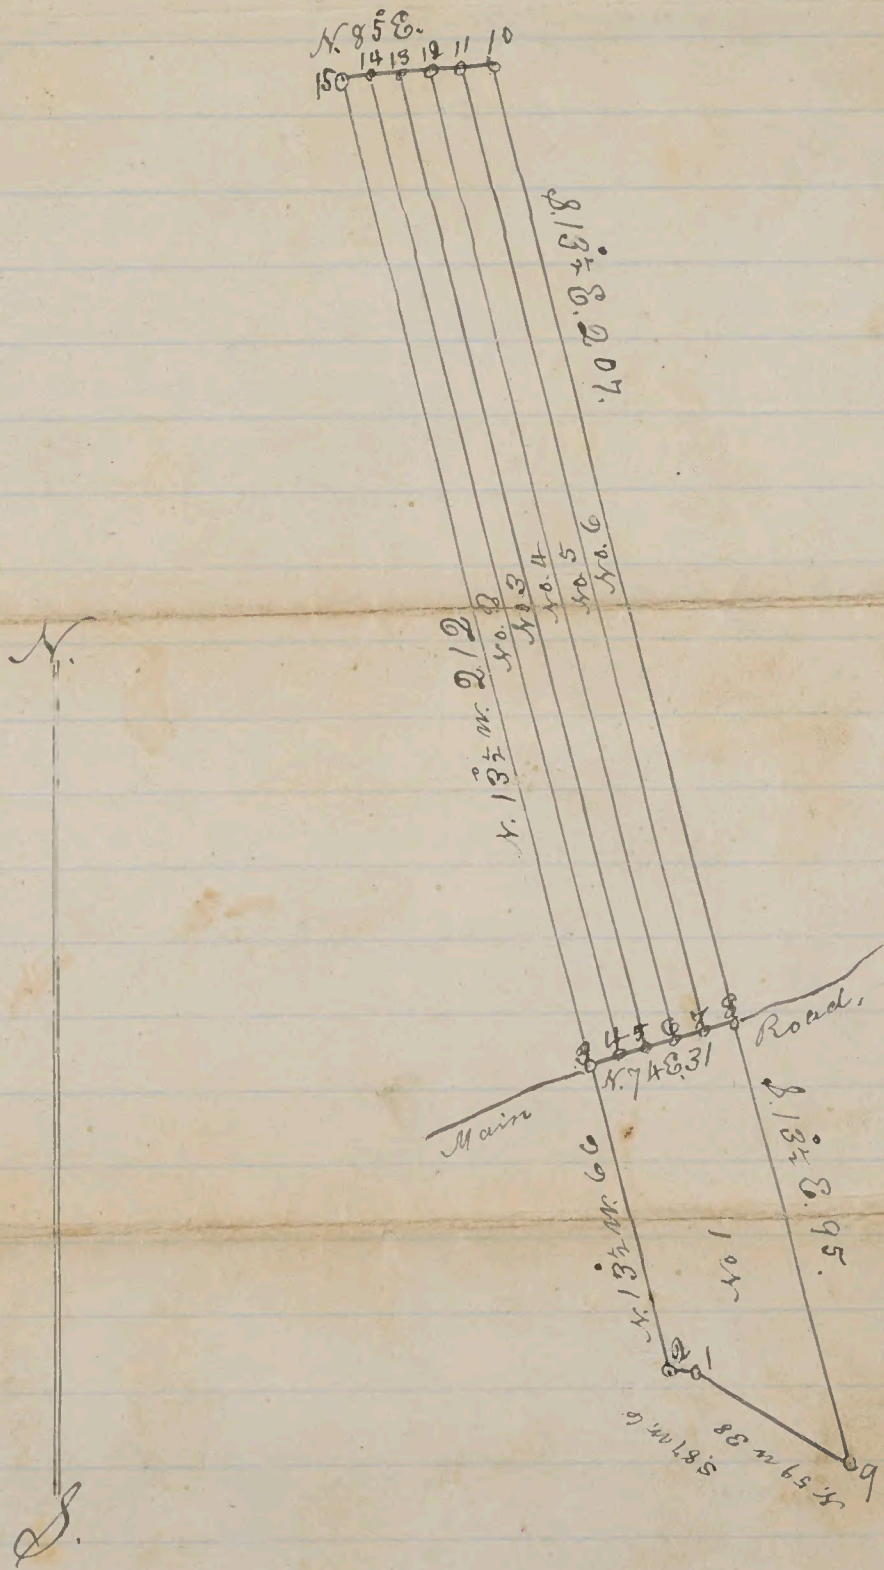 N. 85° E.
15 14 13 12 11 10
S. 13½° E. 207.
No. 6
No. 5
No. 4
No. 3
No. 2
N. 13½° W. 212
N.
3 4 5 6 7 8
N. 74 E. 31
Main Road,
S. 13½° E. 95.
N. 13½° W. 66
No 1
2 1
S. 87 W. 6
N. 59 W 38
9
S.